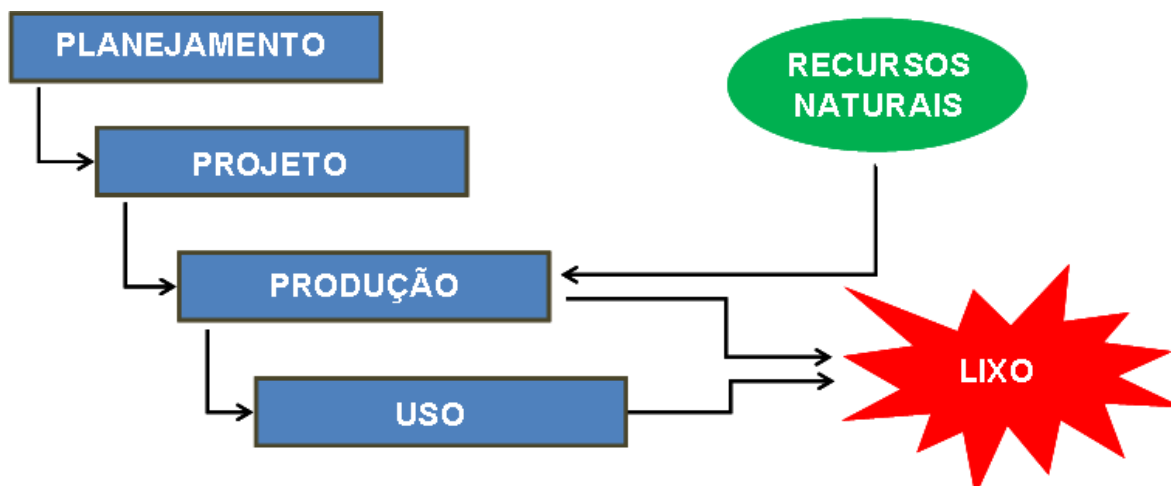 PLANEJAMENTO
RECURSOS
NATURAIS
PROJETO
PRODUÇÃO
LIXO
USO